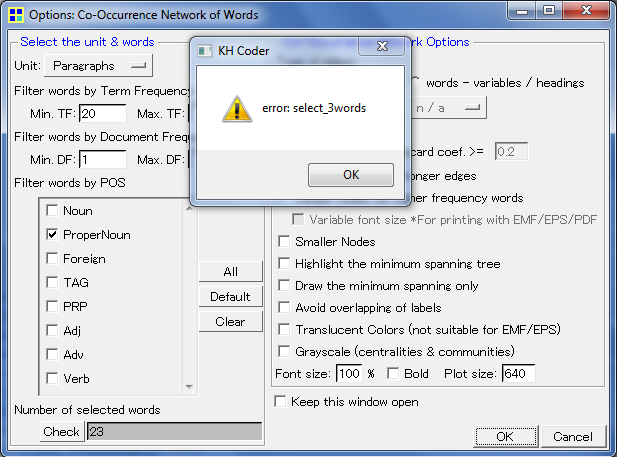 Options: Co-Occurrence Network of Words
Select the unit & words
Unit: Paragraphs
Filter words by Term Frequency
Min. TF: 20 Max. TF:
Filter words by Document
Min. DF: 1 Max. DF:
Filter words by POS
Noun
ProperNoun
Foreign
TAG
PRP
Adj
Adv
Verb
All
Default
Clear
Number of selected words
Check 23
KH Coder
error: select_3words
OK
Options
words - variables / headings
n / a
coef. >= 0.2
edges
frequency words
Variable font size *For printing with EMF/EPS/PDF
Smaller Nodes
Highlight the minimum spanning tree
Draw the minimum spanning only
Avoid overlapping of labels
Translucent Colors (not suitable for EMF/EPS)
Grayscale (centralities & communities)
Font size: 100 % Bold Plot size: 640
Keep this window open
OK Cancel